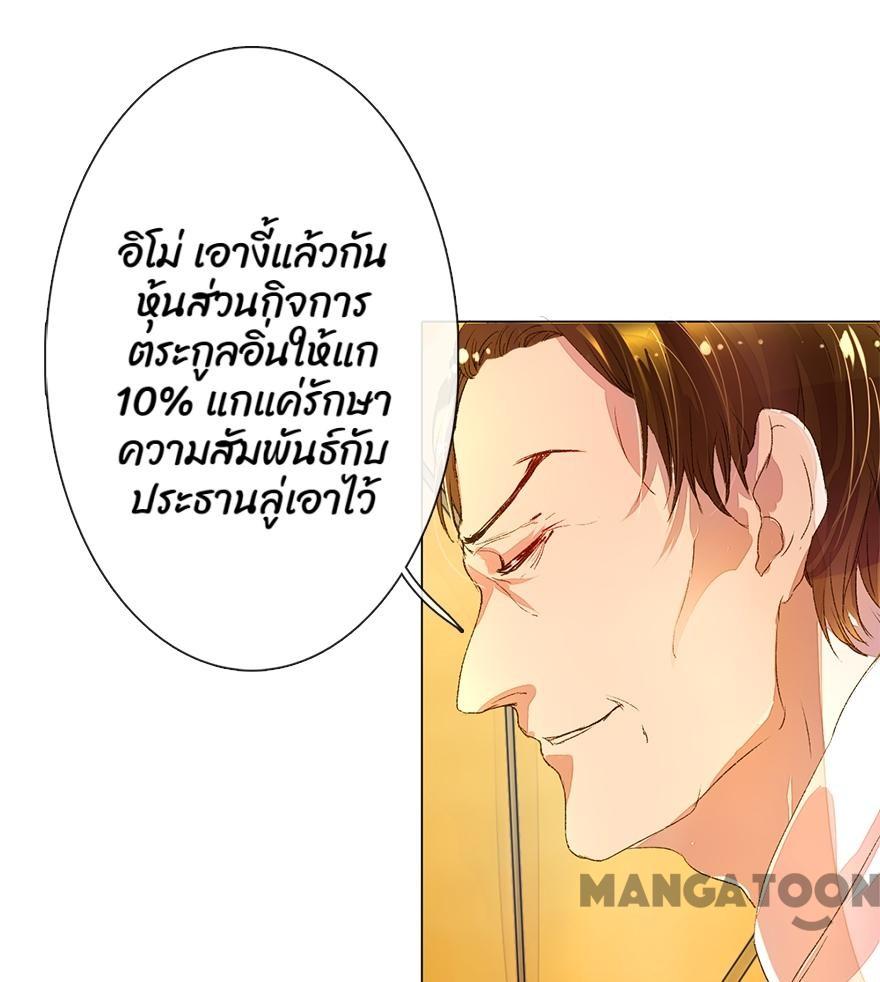 อิโม่ เอางี้แล้วกัน
หุ้นส่วนกิจการ
ตระกูลอิ่นให้แก
10% แกแค่รักษา
ความสัมพันธ์กับ
ประธานลู่เอาไว้
MANGATOON